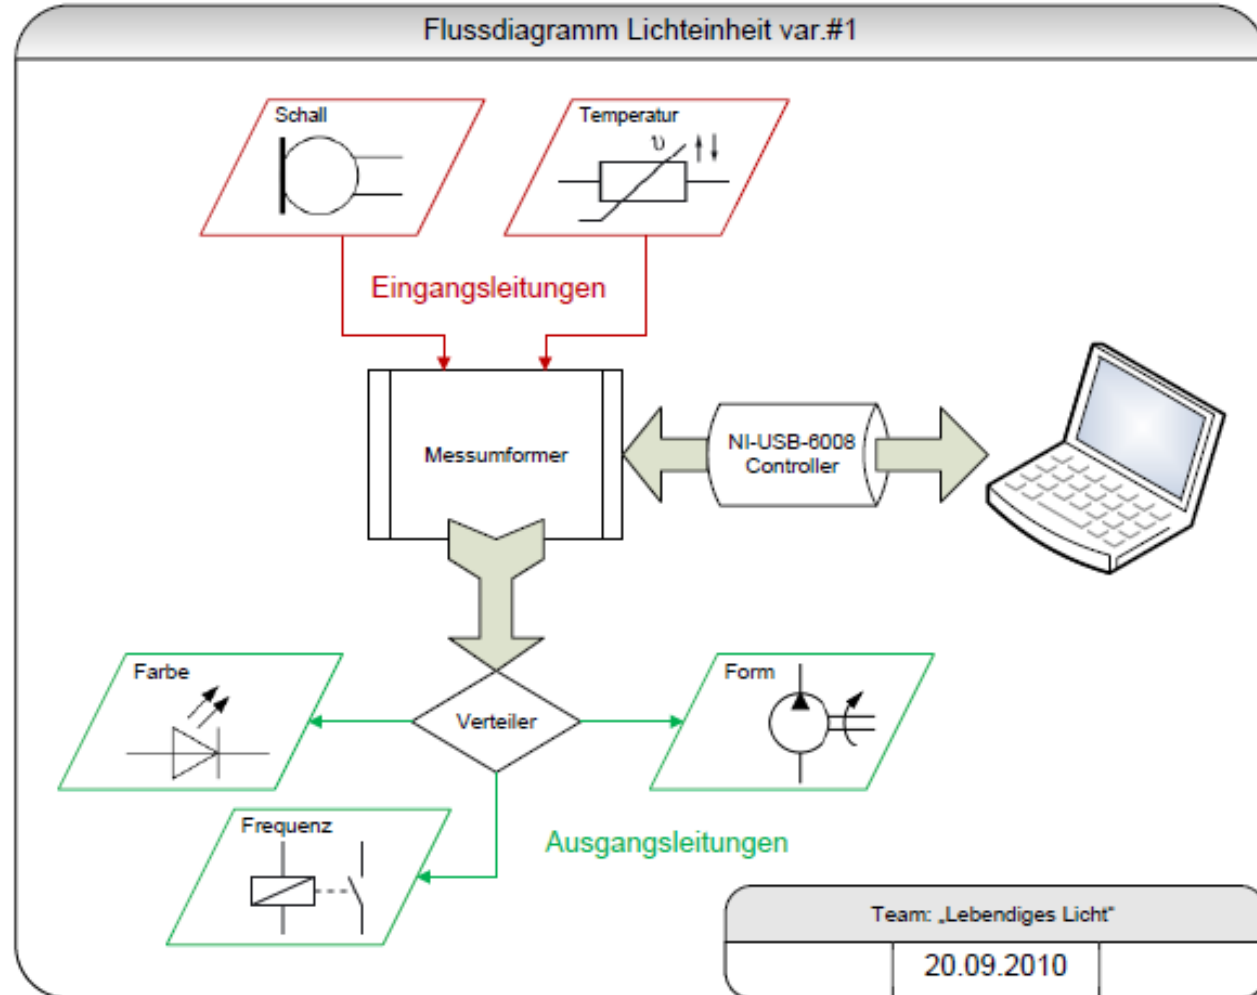 Flussdiagramm Lichteinheit var.#1
Schall
Temperatur
υ
Eingangsleitungen
Messumformer
NI-USB-6008
Controller
Farbe
Verteiler
Form
Frequenz
Ausgangsleitungen
Team: „Lebendiges Licht“
20.09.2010